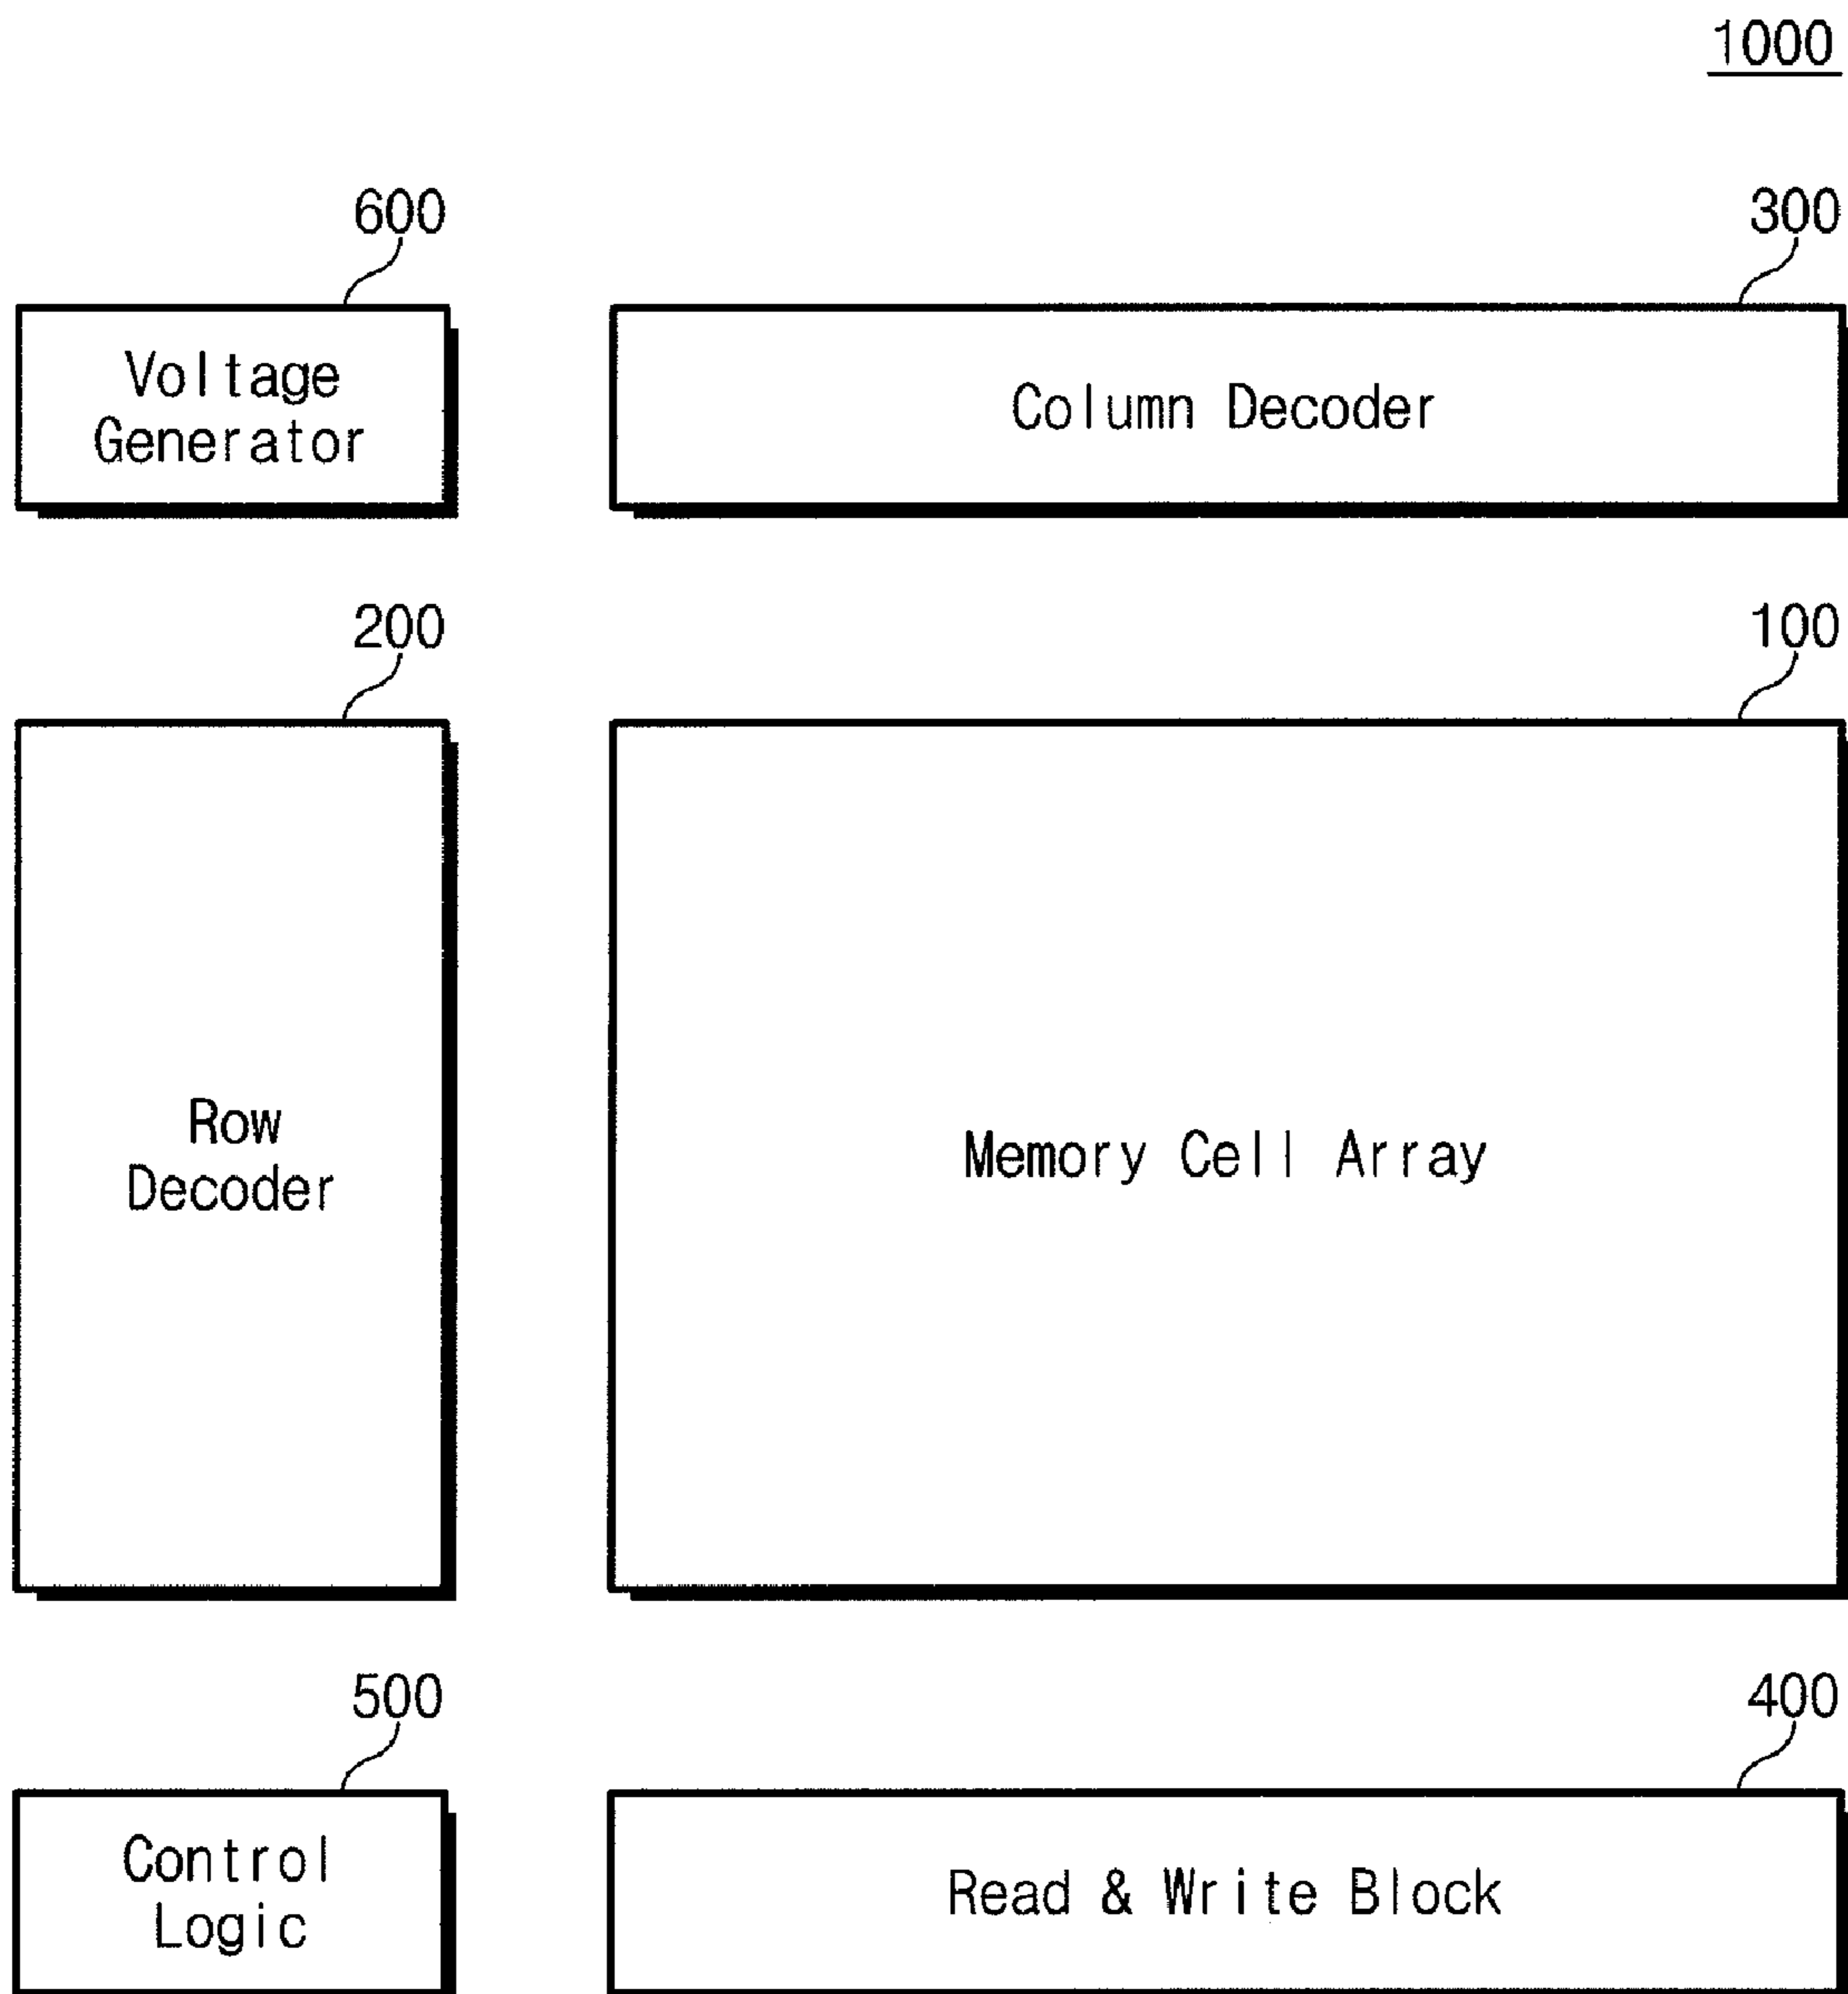 1000
600
300
Voltage
Generator
Column Decoder
200
100
Row
Decoder
Memory Cell Array
500
400
Control
Logic
Read & Write Block